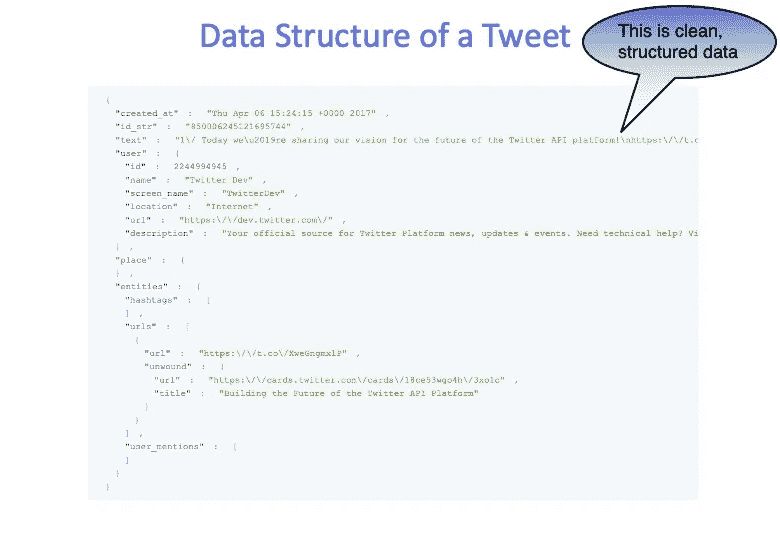 Data Structure of a Tweet
This is clean,
structured data
{
"created_at" : "Thu Apr 06 15:24:15 +0000 2017" ,
"id_str" : "850006245121695744" ,
"text" : "1\/ Today we\u2019re sharing our vision for the future of the Twitter API platform!\nhttps:\/\/t.c
"user" : {
"id" : 2244994945 ,
"name" : "Twitter Dev" ,
"screen_name" : "TwitterDev" ,
"location" : "Internet" ,
"url" : "https:\/\/dev.twitter.com\/" ,
"description" : "Your official source for Twitter Platform news, updates & events. Need technical help? Vi
} ,
"place" : {
} ,
"entities" : {
"hashtags" : [
] ,
"urls" : [
{
"url" : "https:\/\/t.co\/XweGngmxlP" ,
"unwound" : {
"url" : "https:\/\/cards.twitter.com\/cards\/18ce53wgo4h\/3xo1c" ,
"title" : "Building the Future of the Twitter API Platform"
}
}
] ,
"user_mentions" : [
]
}
}